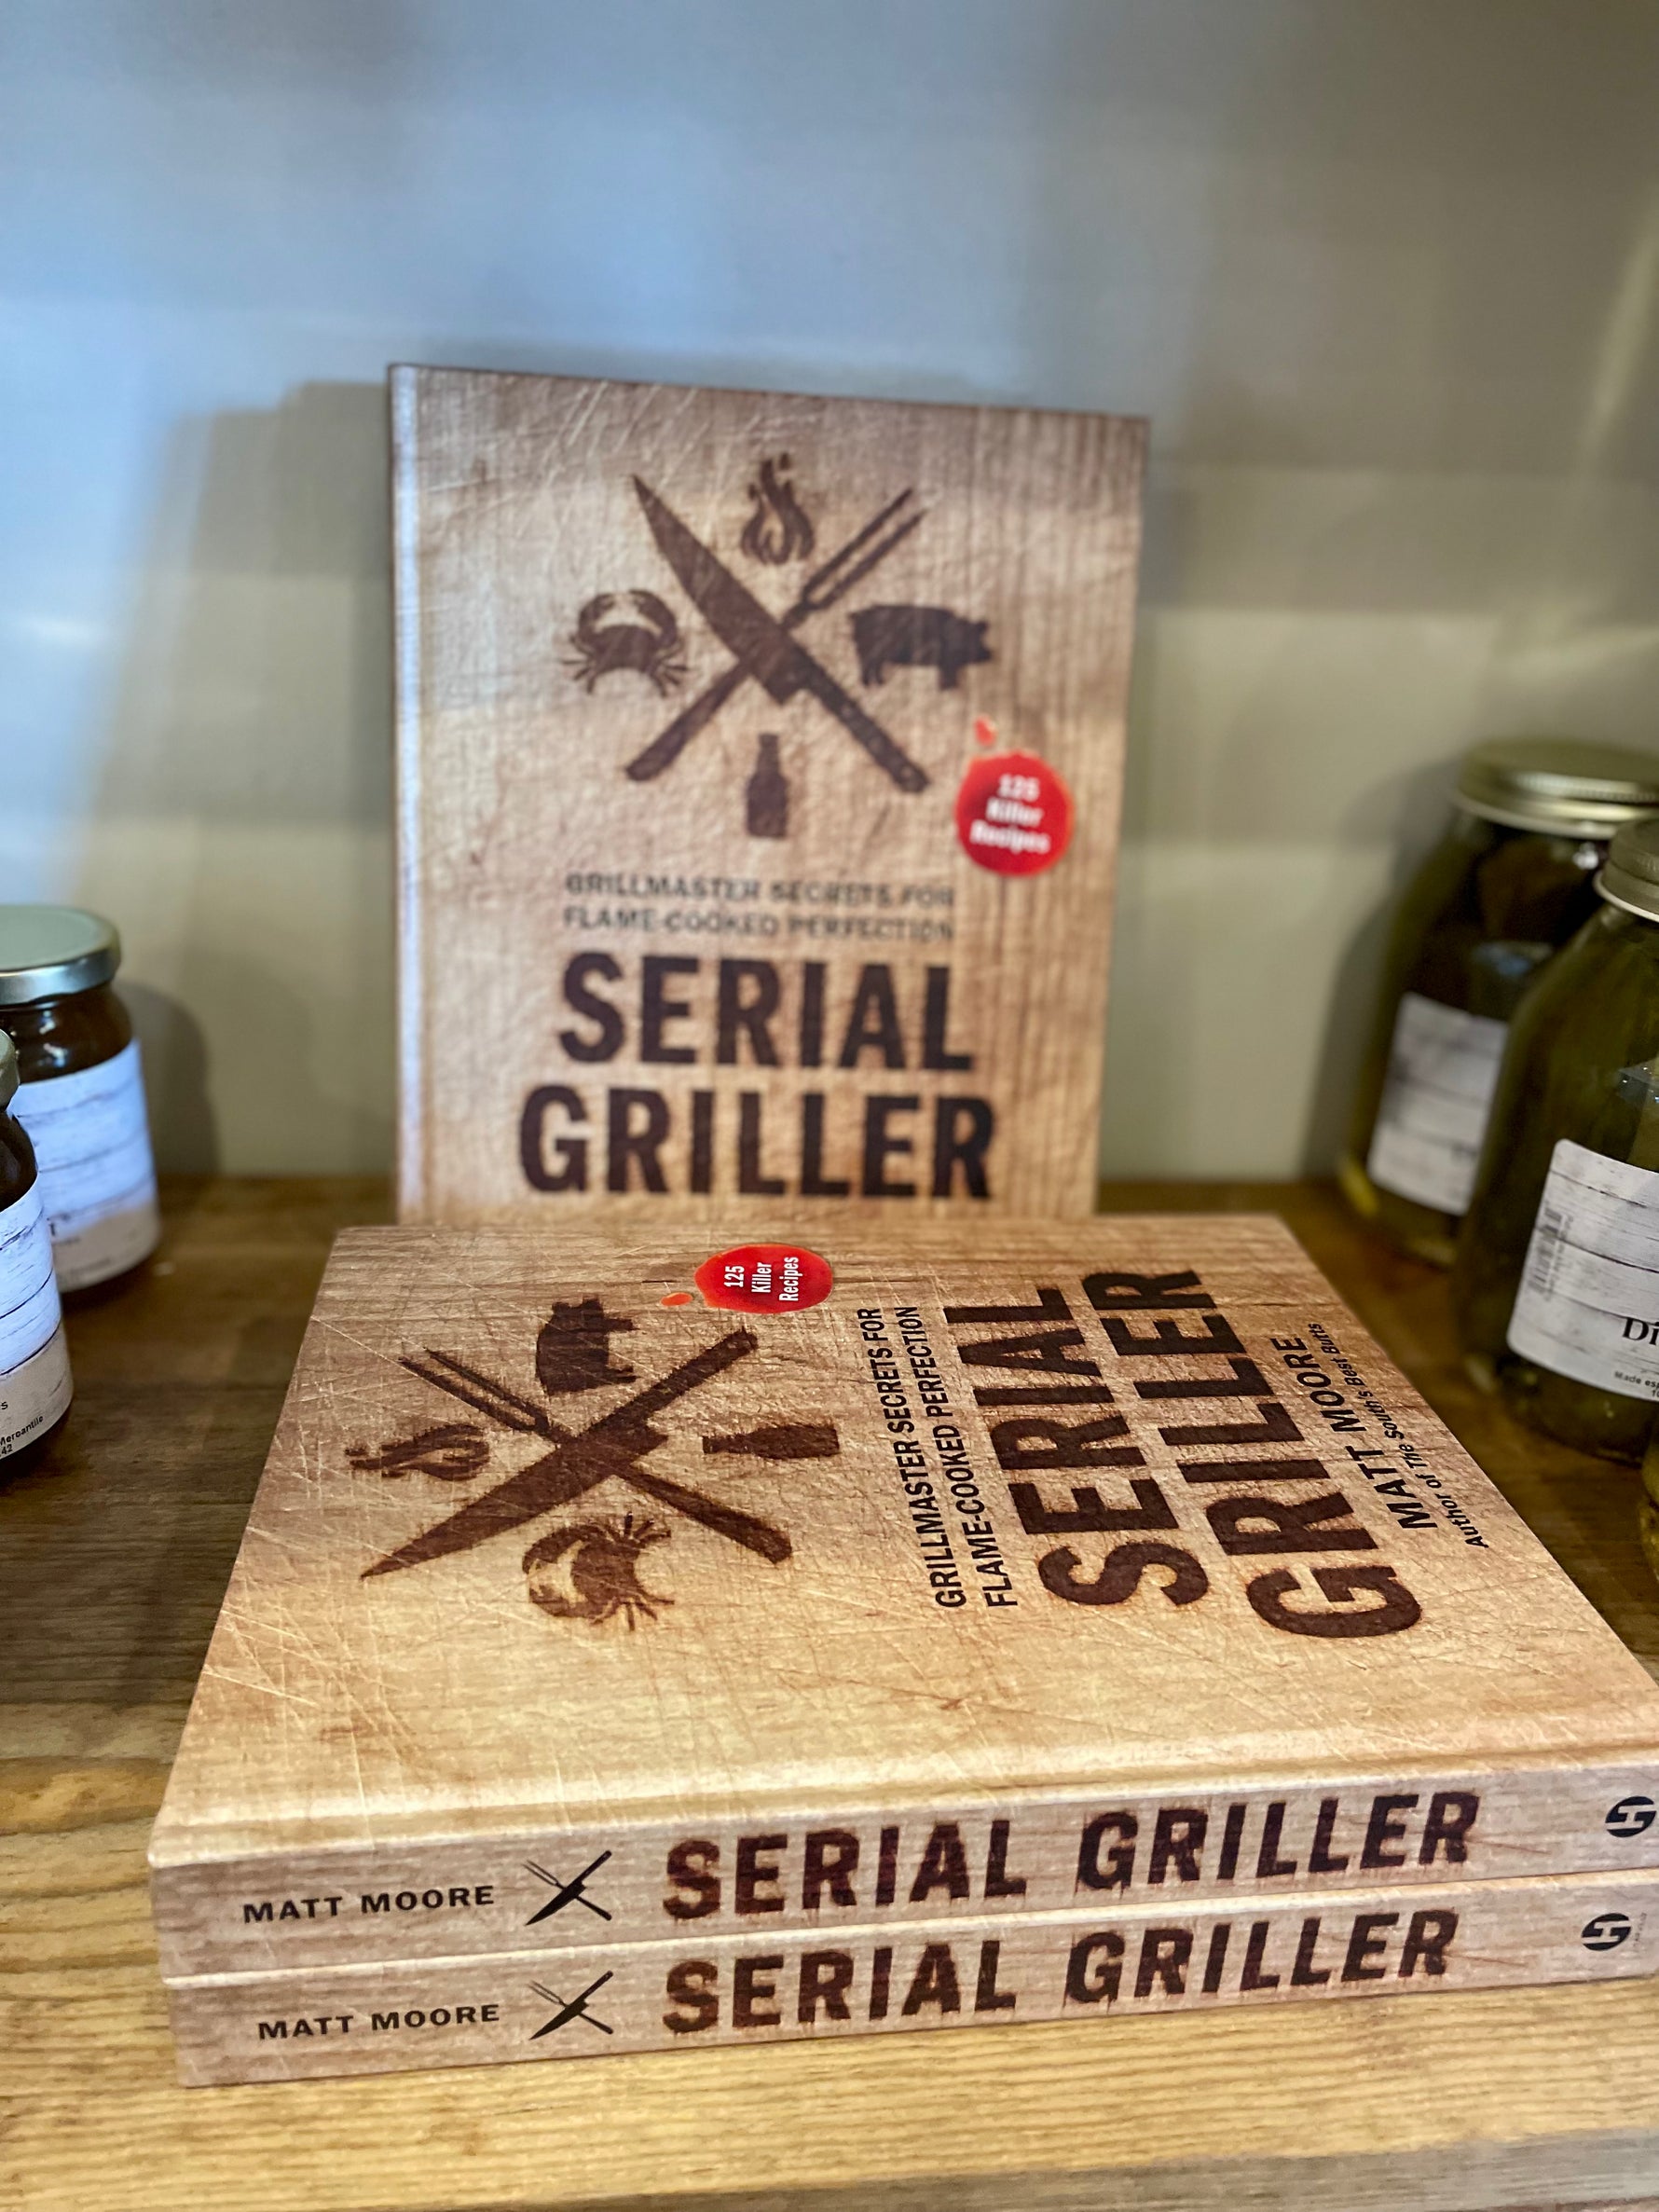 125
Killer
Recipes
GRILLMASTER SECRETS FOR
FLAME-COOKED PERFECTION
SERIAL
GRILLER
125
Killer
Recipes
GRILLMASTER SECRETS FOR
FLAME-COOKED PERFECTION
SERIAL
GRILLER
MATT MOORE
Author of The South's Best Butts
MATT MOORE SERIAL GRILLER
MATT MOORE SERIAL GRILLER
Mercantile
Made